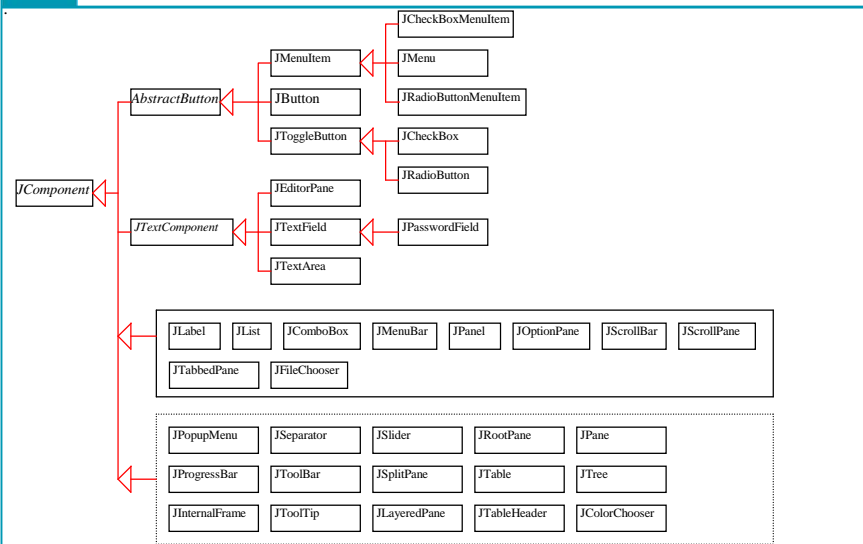 .
JCheckBoxMenuItem
JMenuItem
JMenu
AbstractButton
JButton
JRadioButtonMenuItem
JToggleButton
JCheckBox
JRadioButton
JComponent
JEditorPane
JTextComponent
JTextField
JPasswordField
JTextArea
JLabel JList JComboBox JMenuBar JPanel JOptionPane JScrollBar JScrollPane
JTabbedPane JFileChooser
JPopupMenu JSeparator JSlider JRootPane JPane
JProgressBar JToolBar JSplitPane JTable JTree
JInternalFrame JToolTip JLayeredPane JTableHeader JColorChooser